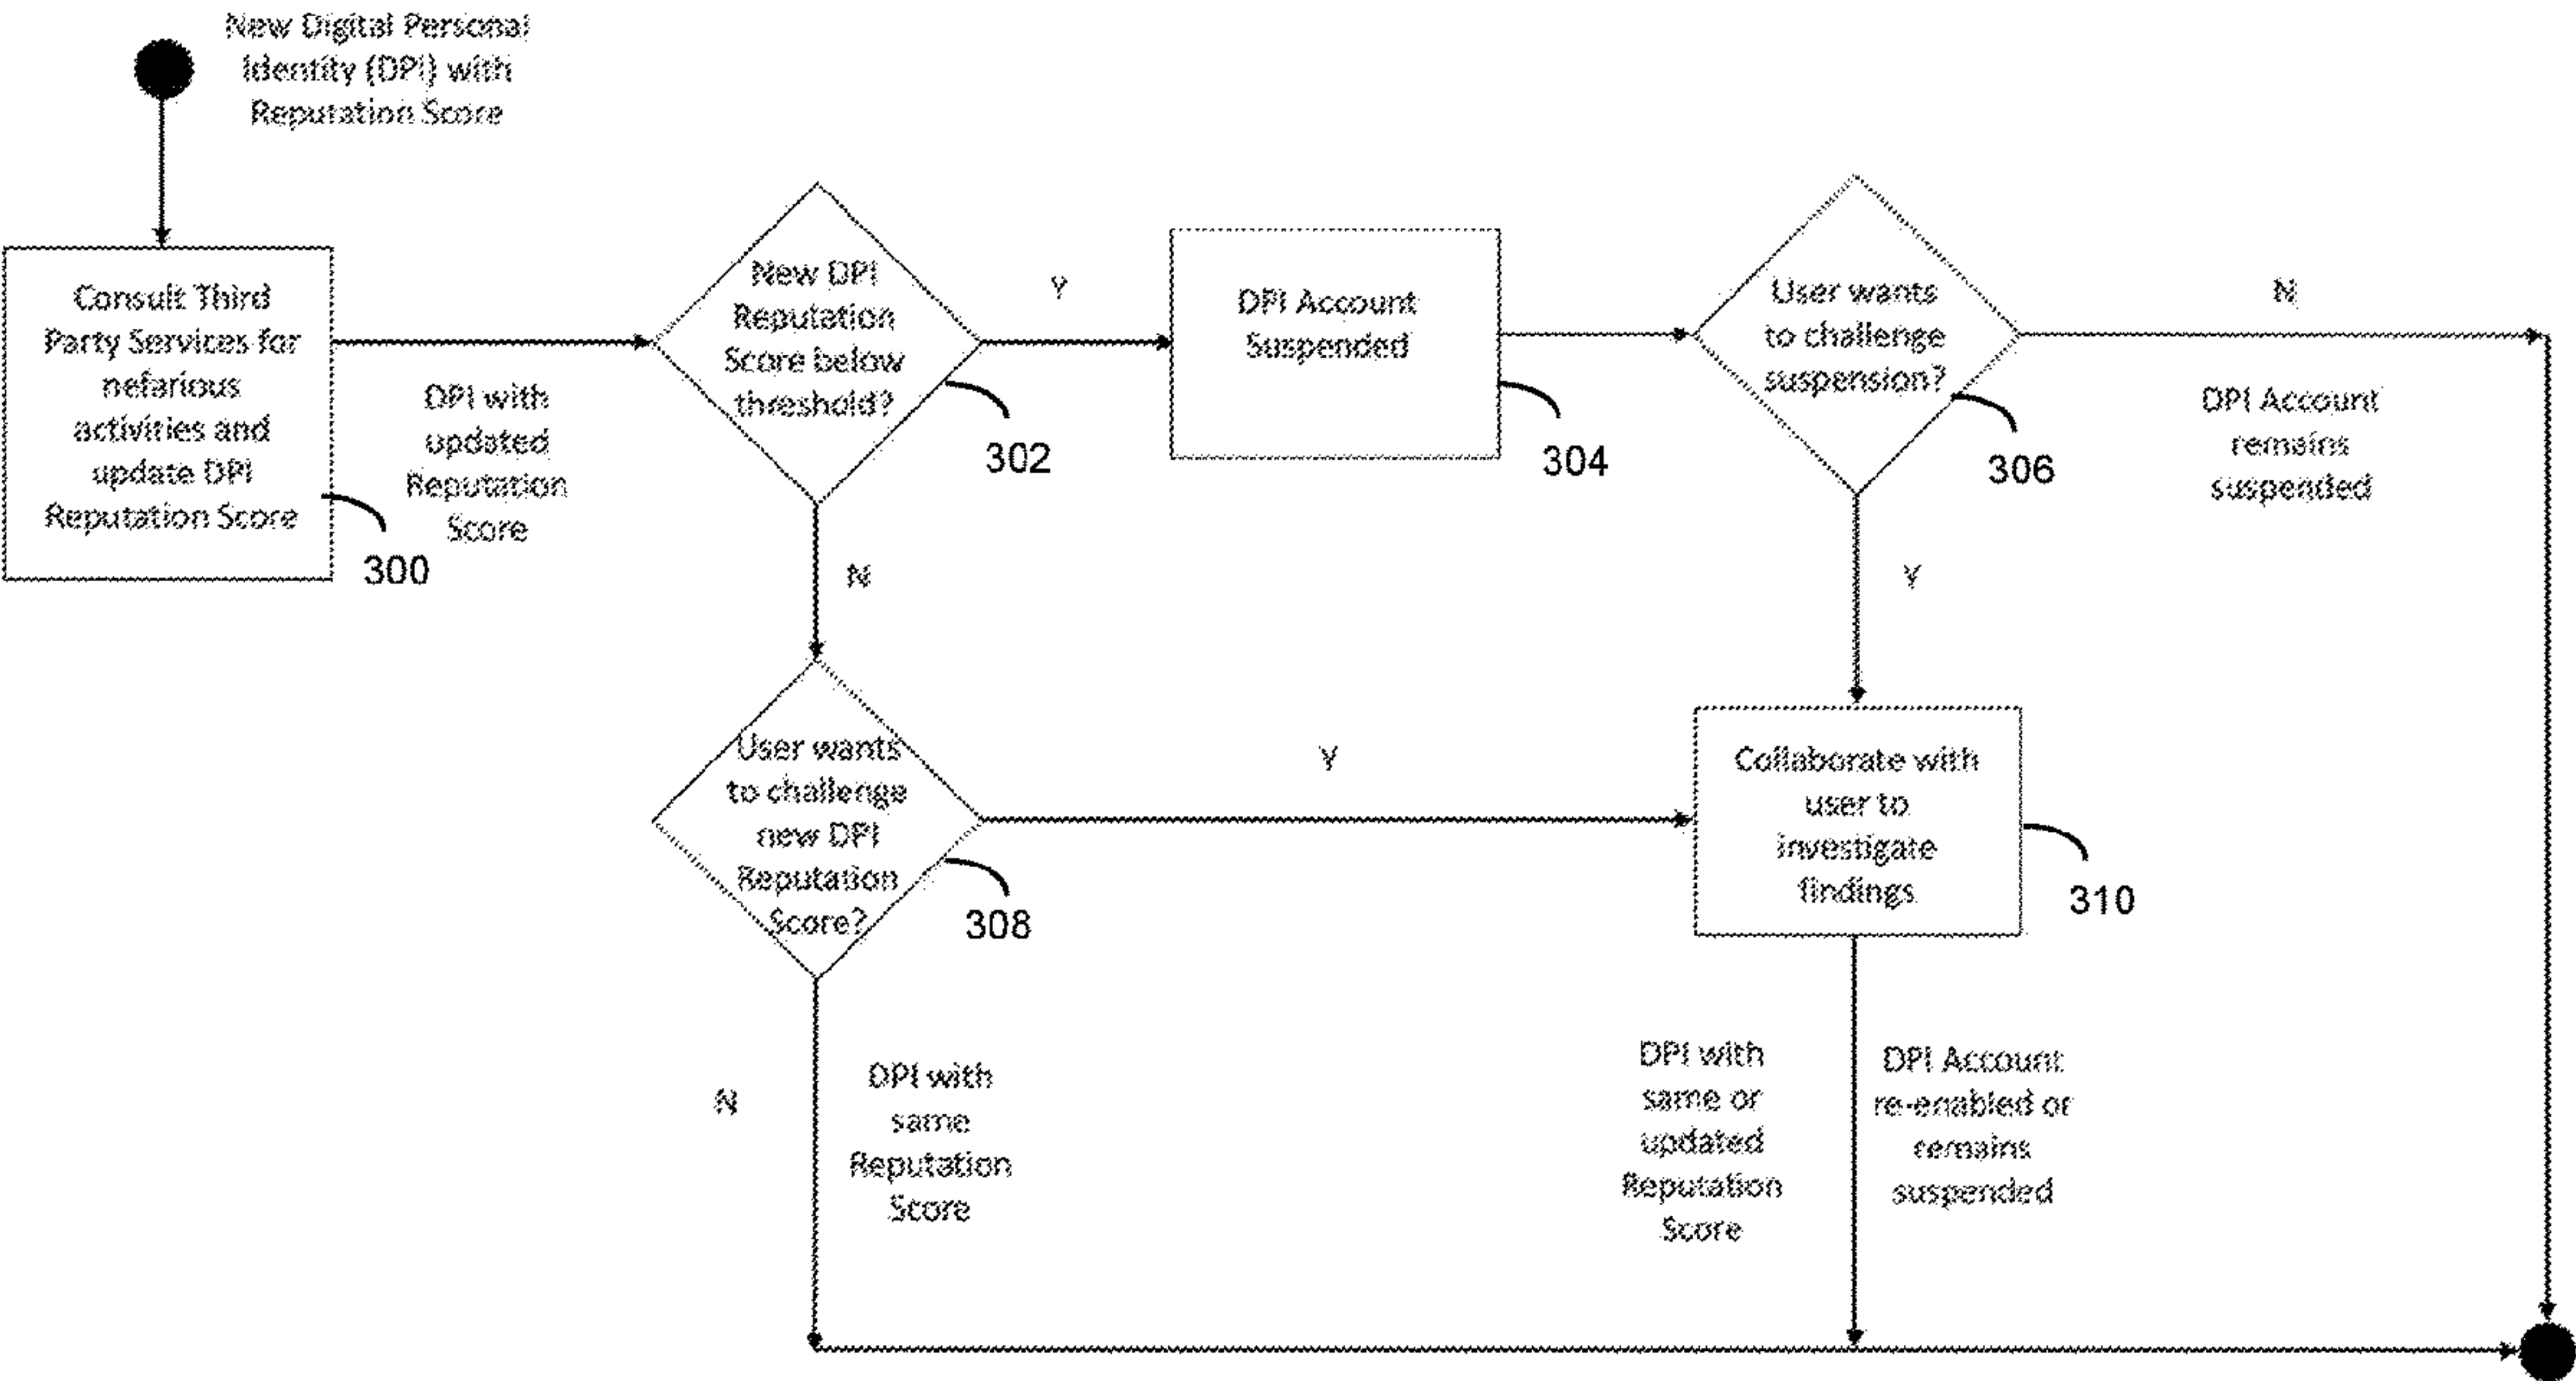 New Digital Personal
Identity (DPI) with
Reputation Score
Consult Third
Party Services for
nefarious
activities and
update DPI
Reputation Score
300
DPI with
updated
Reputation
Score
New DPI
Reputation
Score below
threshold?
302
Y
N
DPI Account
Suspended
304
User wants
to challenge
suspension?
306
N
DPI Account
remains
suspended
Y
User wants
to challenge
new DPI
Reputation
Score?
308
Y
Collaborate with
user to
investigate
findings
310
N
DPI with
same
Reputation
Score
DPI with
same or
updated
Reputation
Score
DPI Account
re-enabled or
remains
suspended